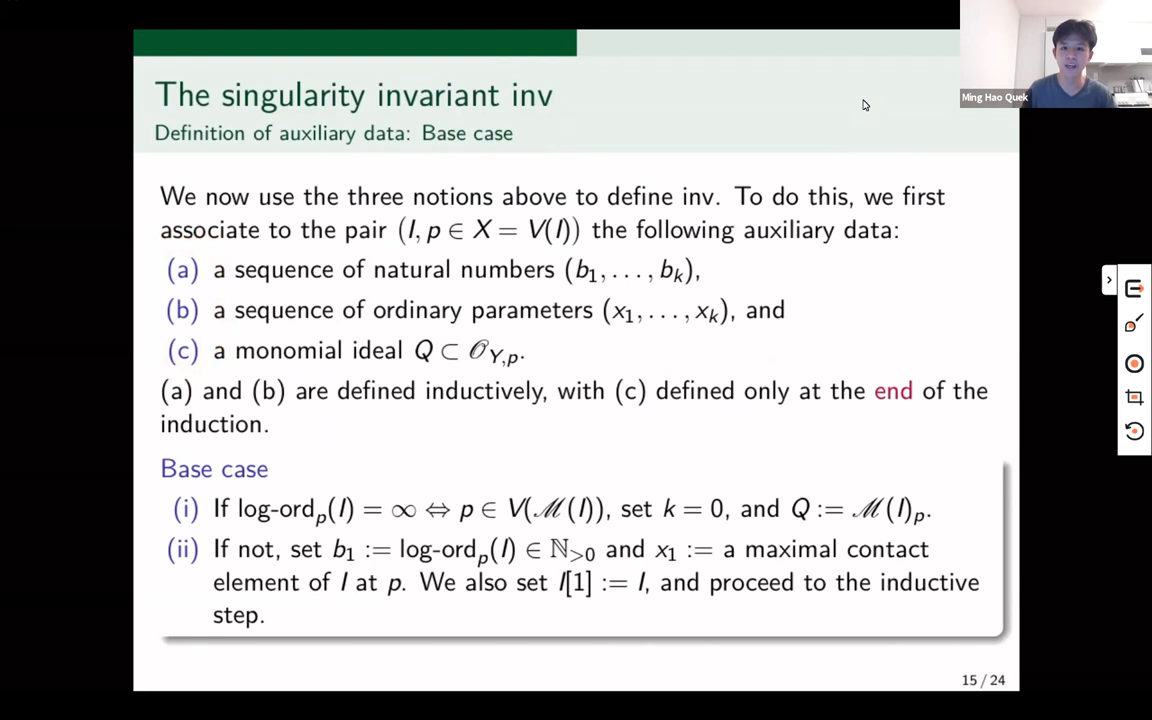 The singularity invariant inv
Definition of auxiliary data: Base case
Ming Hao Quek
We now use the three notions above to define inv. To do this, we first
associate to the pair (I, p ∈ X = V(I)) the following auxiliary data:
(a) a sequence of natural numbers (b₁, . . . , bₖ),
(b) a sequence of ordinary parameters (x₁, . . . , xₖ), and
(c) a monomial ideal Q ⊂ 𝒪_{Y,p}.
(a) and (b) are defined inductively, with (c) defined only at the end of the
induction.
Base case
(i) If log-ordₚ(I) = ∞ ⇔ p ∈ V(ℳ(I)), set k = 0, and Q := ℳ(I)ₚ.
(ii) If not, set b₁ := log-ordₚ(I) ∈ ℕ_{>0} and x₁ := a maximal contact
element of I at p. We also set I[1] := I, and proceed to the inductive
step.
15 / 24